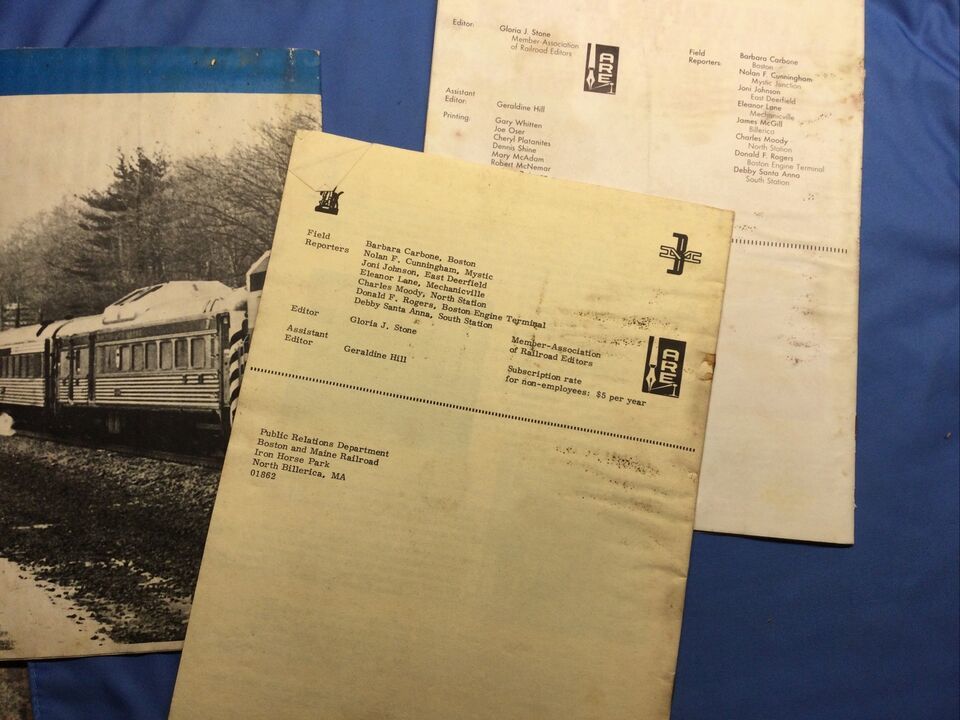 Editor:
Gloria J. Stone
Member-Association
of Railroad Editors
ARE
Assistant
Editor:
Geraldine Hill
Printing:
Gary Whitten
Joe Oser
Cheryl Platanites
Dennis Shine
Mary McAdam
Robert McNemar
Field
Reporters:
Barbara Carbone
Boston
Nolan F. Cunningham
Mystic Junction
Joni Johnson
East Deerfield
Eleanor Lane
Mechanicville
James McGill
Billerica
Charles Moody
North Station
Donald F. Rogers
Boston Engine Terminal
Debby Santa Anna
South Station
Field
Reporters
Barbara Carbone, Boston
Nolan F. Cunningham, Mystic
Joni Johnson, East Deerfield
Eleanor Lane, Mechanicville
Charles Moody, North Station
Donald F. Rogers, Boston Engine Terminal
Debby Santa Anna, South Station
Editor
Gloria J. Stone
Assistant
Editor
Geraldine Hill
Member-Association
of Railroad Editors
Subscription rate
for non-employees: $5 per year
ARE
Public Relations Department
Boston and Maine Railroad
Iron Horse Park
North Billerica, MA
01862